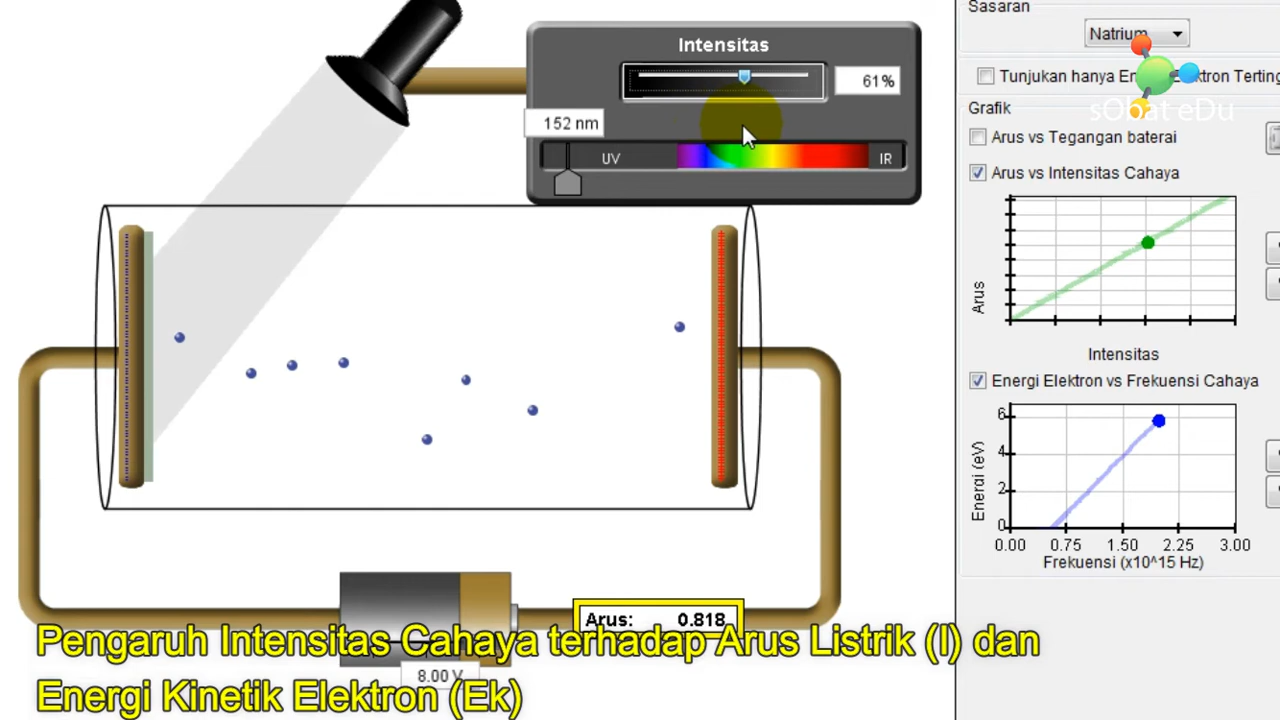 Sasaran
Natrium
Intensitas
61%
Tunjukan hanya
152 nm
UV
IR
sObat eDu
Grafik
Arus vs Tegangan baterai
Arus vs Intensitas Cahaya
Arus
Intensitas
Energi Elektron vs Frekuensi Cahaya
6
4
2
0
Energi (eV)
0.00 0.75 1.50 2.25 3.00
Frekuensi (x10^15 Hz)
Arus: 0.818
8.00 V
Pengaruh Intensitas Cahaya terhadap Arus Listrik (I) dan
Energi Kinetik Elektron (Ek)